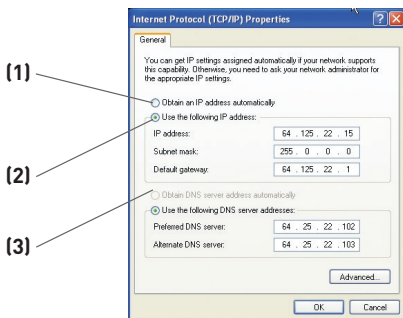 Internet Protocol (TCP/IP) Properties
General
You can get IP settings assigned automatically if your network supports
this capability. Otherwise, you need to ask your network administrator for
the appropriate IP settings.
(1)
Obtain an IP address automatically
(2)
Use the following IP address:
IP address: 64 . 125 . 22 . 15
Subnet mask: 255 . 0 . 0 . 0
Default gateway: 64 . 125 . 22 . 1
(3)
Obtain DNS server address automatically
Use the following DNS server addresses:
Preferred DNS server: 64 . 25 . 22 . 102
Alternate DNS server: 64 . 25 . 22 . 103
Advanced...
OK Cancel